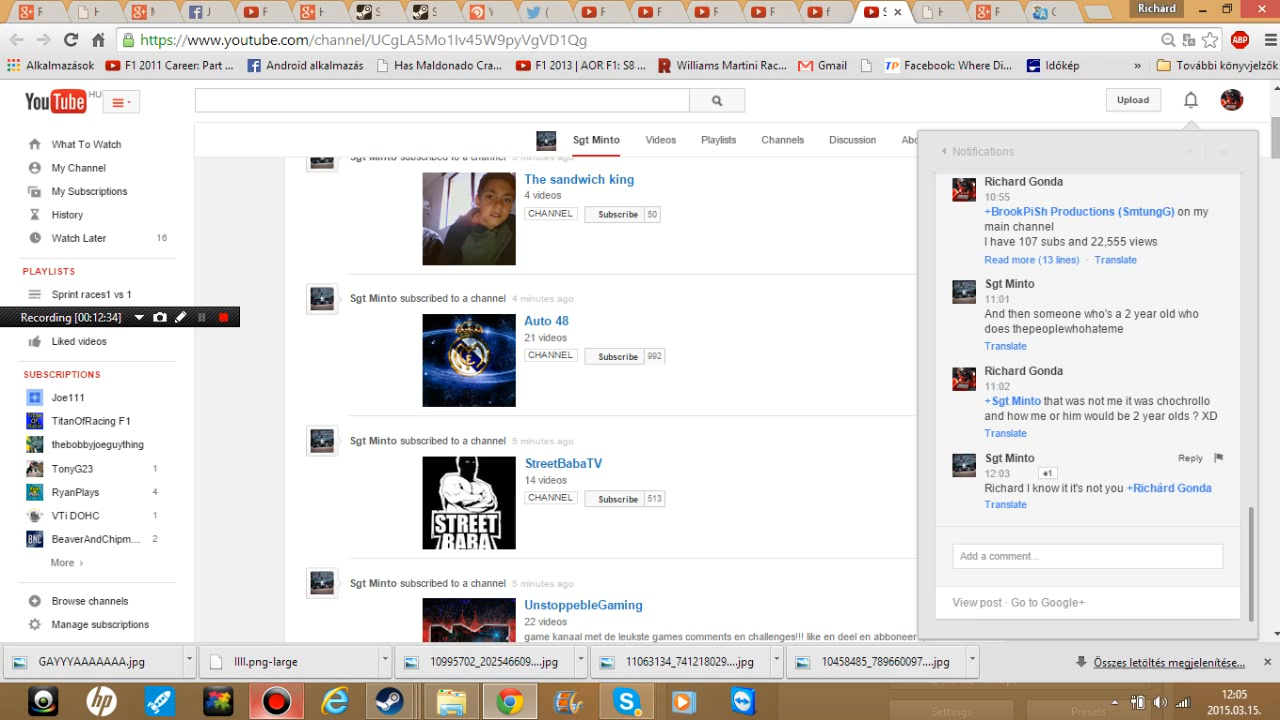 Richard
https://www.youtube.com/channel/UCgLA5Mo1Iv45W9pyVgVD1Qg
ABP
Alkalmazások
F1 2011 Career: Part ...
Android alkalmazás
Has Maldonado Cra...
F1 2013 | AOR F1: S8...
Williams Martini Rac...
Gmail
Facebook: Where Di...
Időkép
»
További könyvjelzők
YouTube HU
Upload
Sgt Minto
Videos
Playlists
Channels
Discussion
What To Watch
My Channel
My Subscriptions
History
Watch Later 16
PLAYLISTS
Sprint races1 vs 1
Recording [00:12:34]
Liked videos
SUBSCRIPTIONS
Joe111
TitanOfRacing F1
thebobbyjoeguything
TonyG23 1
RyanPlays 4
VTi DOHC 1
BeaverAndChipm... 2
More ›
Browse channels
Manage subscriptions
Sgt Minto subscribed to a channel
The sandwich king
4 videos
CHANNEL Subscribe 50
Sgt Minto subscribed to a channel 4 minutes ago
Auto 48
21 videos
CHANNEL Subscribe 992
Sgt Minto subscribed to a channel 5 minutes ago
StreetBabaTV
14 videos
CHANNEL Subscribe 513
STREET
BABA
Sgt Minto subscribed to a channel 5 minutes ago
UnstoppebleGaming
22 videos
game kanaal met de leukste games comments en challenges!!! like en deel en abboneer
Notifications
Richard Gonda
10:55
+BrookPiSh Productions (SmtungG) on my
main channel
I have 107 subs and 22,555 views
Read more (13 lines) · Translate
Sgt Minto
11:01
And then someone who's a 2 year old who
does thepeoplewhohateme
Translate
Richard Gonda
11:02
+Sgt Minto that was not me it was chochrollo
and how me or him would be 2 year olds ? XD
Translate
Sgt Minto Reply
12:03 +1
Richard I know it it's not you +Richárd Gonda
Translate
Add a comment...
View post · Go to Google+
GAYYYAAAAAAA.jpg
llll.png-large
10995702_202546609....jpg
11063134_741218029....jpg
10458485_789660097....jpg
Összes letöltés megjelenítése...
Settings
Presets
12:05
2015.03.15.